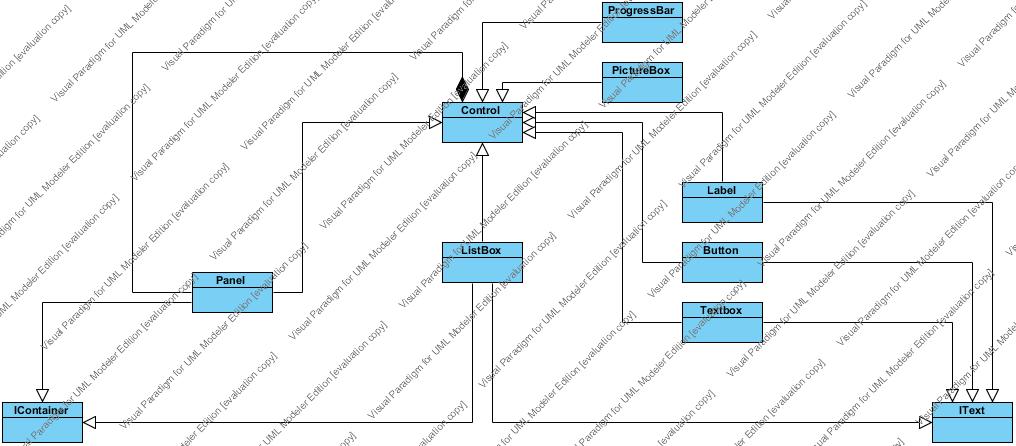 ProgressBar
PictureBox
Control
Label
ListBox
Button
Panel
Textbox
IContainer
IText
Visual Paradigm for UML Modeler Edition [evaluation copy]